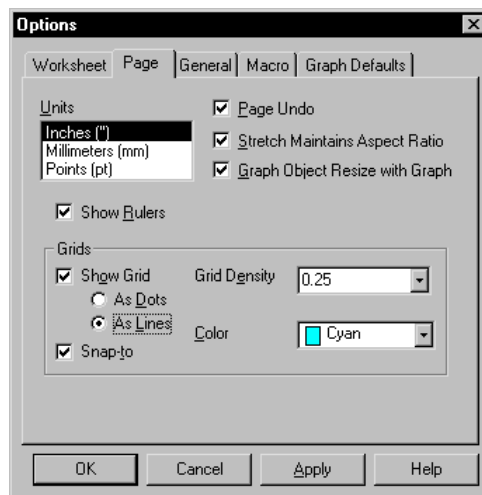 Options
Worksheet Page General Macro Graph Defaults
Units
Inches (")
Millimeters (mm)
Points (pt)
Page Undo
Stretch Maintains Aspect Ratio
Graph Object Resize with Graph
Show Rulers
Grids
Show Grid
As Dots
As Lines
Snap-to
Grid Density 0.25
Color Cyan
OK Cancel Apply Help